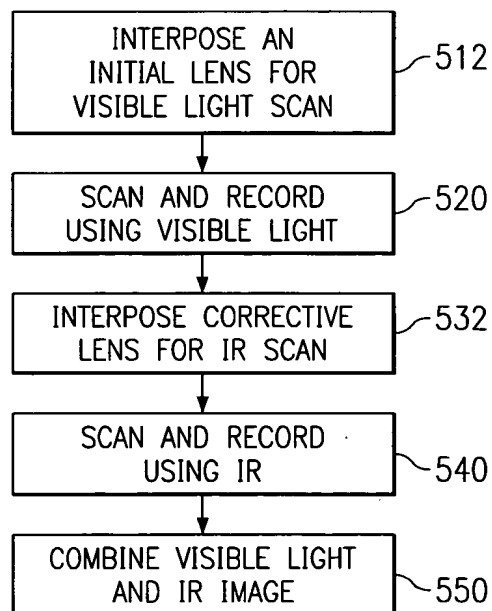 INTERPOSE AN
INITIAL LENS FOR
VISIBLE LIGHT SCAN
512
SCAN AND RECORD
USING VISIBLE LIGHT
520
INTERPOSE CORRECTIVE
LENS FOR IR SCAN
532
SCAN AND RECORD
USING IR
540
COMBINE VISIBLE LIGHT
AND IR IMAGE
550